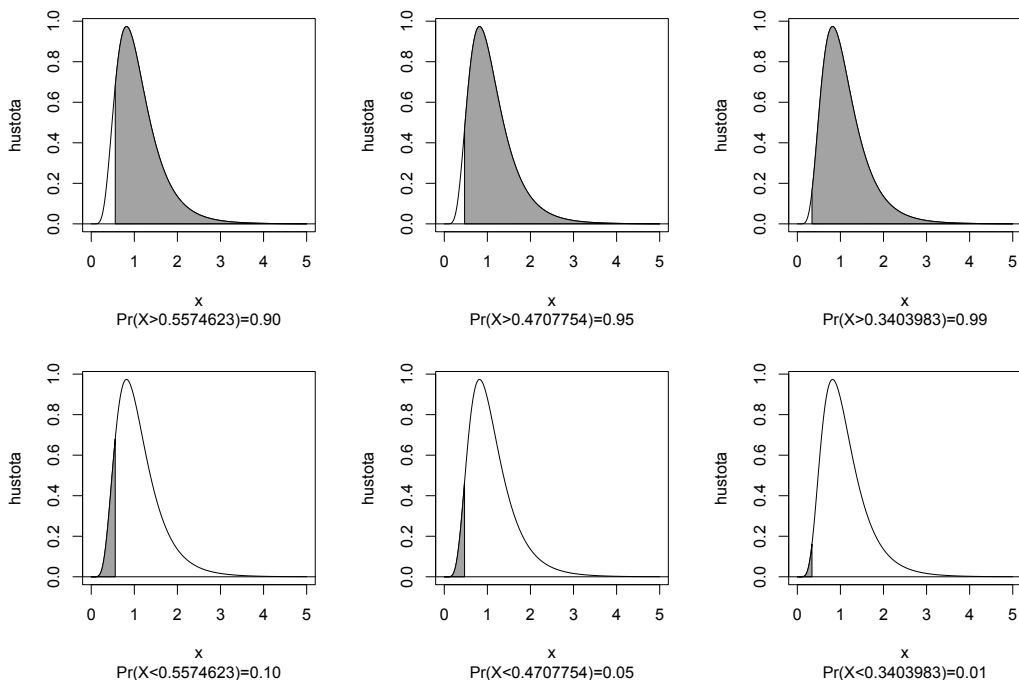 hustota
0.0 0.2 0.4 0.6 0.8 1.0
0 1 2 3 4 5
x
Pr(X>0.5574623)=0.90
hustota
0.0 0.2 0.4 0.6 0.8 1.0
0 1 2 3 4 5
x
Pr(X>0.4707754)=0.95
hustota
0.0 0.2 0.4 0.6 0.8 1.0
0 1 2 3 4 5
x
Pr(X>0.3403983)=0.99
hustota
0.0 0.2 0.4 0.6 0.8 1.0
0 1 2 3 4 5
x
Pr(X<0.5574623)=0.10
hustota
0.0 0.2 0.4 0.6 0.8 1.0
0 1 2 3 4 5
x
Pr(X<0.4707754)=0.05
hustota
0.0 0.2 0.4 0.6 0.8 1.0
0 1 2 3 4 5
x
Pr(X<0.3403983)=0.01